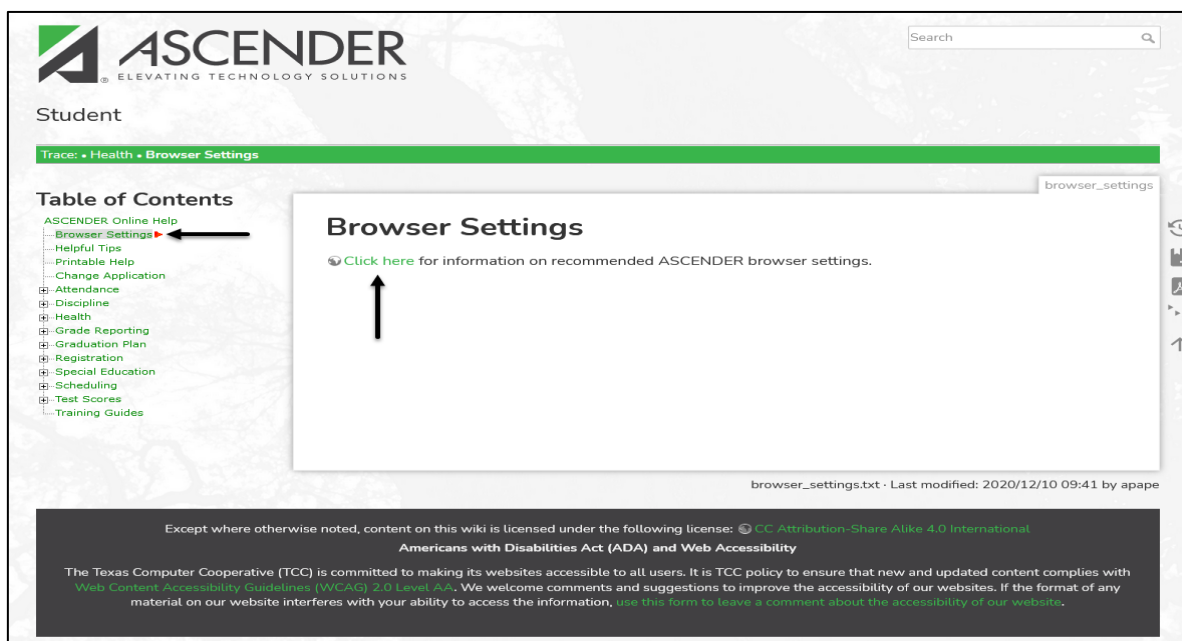 ASCENDER
® ELEVATING TECHNOLOGY SOLUTIONS
Search
Student
Trace: • Health • Browser Settings
browser_settings
Table of Contents
ASCENDER Online Help
Browser Settings
Helpful Tips
Printable Help
Change Application
Attendance
Discipline
Health
Grade Reporting
Graduation Plan
Registration
Special Education
Scheduling
Test Scores
Training Guides
Browser Settings
Click here for information on recommended ASCENDER browser settings.
browser_settings.txt · Last modified: 2020/12/10 09:41 by apape
Except where otherwise noted, content on this wiki is licensed under the following license: CC Attribution-Share Alike 4.0 International
Americans with Disabilities Act (ADA) and Web Accessibility
The Texas Computer Cooperative (TCC) is committed to making its websites accessible to all users. It is TCC policy to ensure that new and updated content complies with
Web Content Accessibility Guidelines (WCAG) 2.0 Level AA. We welcome comments and suggestions to improve the accessibility of our websites. If the format of any
material on our website interferes with your ability to access the information, use this form to leave a comment about the accessibility of our website.